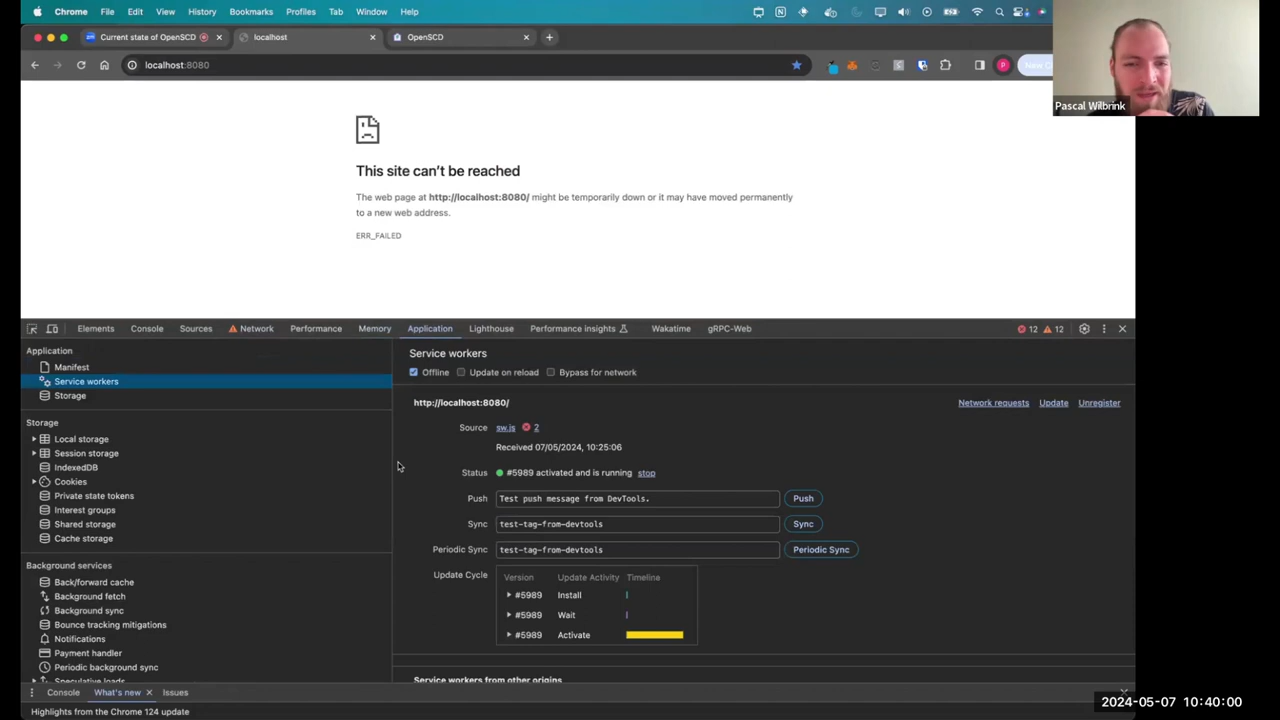 Chrome File Edit View History Bookmarks Profiles Tab Window Help
Current state of OpenSCD
localhost
OpenSCD
localhost:8080
P
New C
Pascal Wilbrink
This site can't be reached
The web page at http://localhost:8080/ might be temporarily down or it may have moved permanently
to a new web address.
ERR_FAILED
Elements Console Sources Network Performance Memory Application Lighthouse Performance insights Wakatime gRPC-Web 12 12
Application
Manifest
Service workers
Storage
Storage
Local storage
Session storage
IndexedDB
Cookies
Private state tokens
Interest groups
Shared storage
Cache storage
Background services
Back/forward cache
Background fetch
Background sync
Bounce tracking mitigations
Notifications
Payment handler
Periodic background sync
Speculative loads
Service workers
Offline Update on reload Bypass for network
http://localhost:8080/ Network requests Update Unregister
Source sw.js 2
Received 07/05/2024, 10:25:06
Status #5989 activated and is running stop
Push Test push message from DevTools. Push
Sync test-tag-from-devtools Sync
Periodic Sync test-tag-from-devtools Periodic Sync
Update Cycle Version Update Activity Timeline
#5989 Install
#5989 Wait
#5989 Activate
Service workers from other origins
Console What's new Issues
Highlights from the Chrome 124 update
2024-05-07 10:40:00